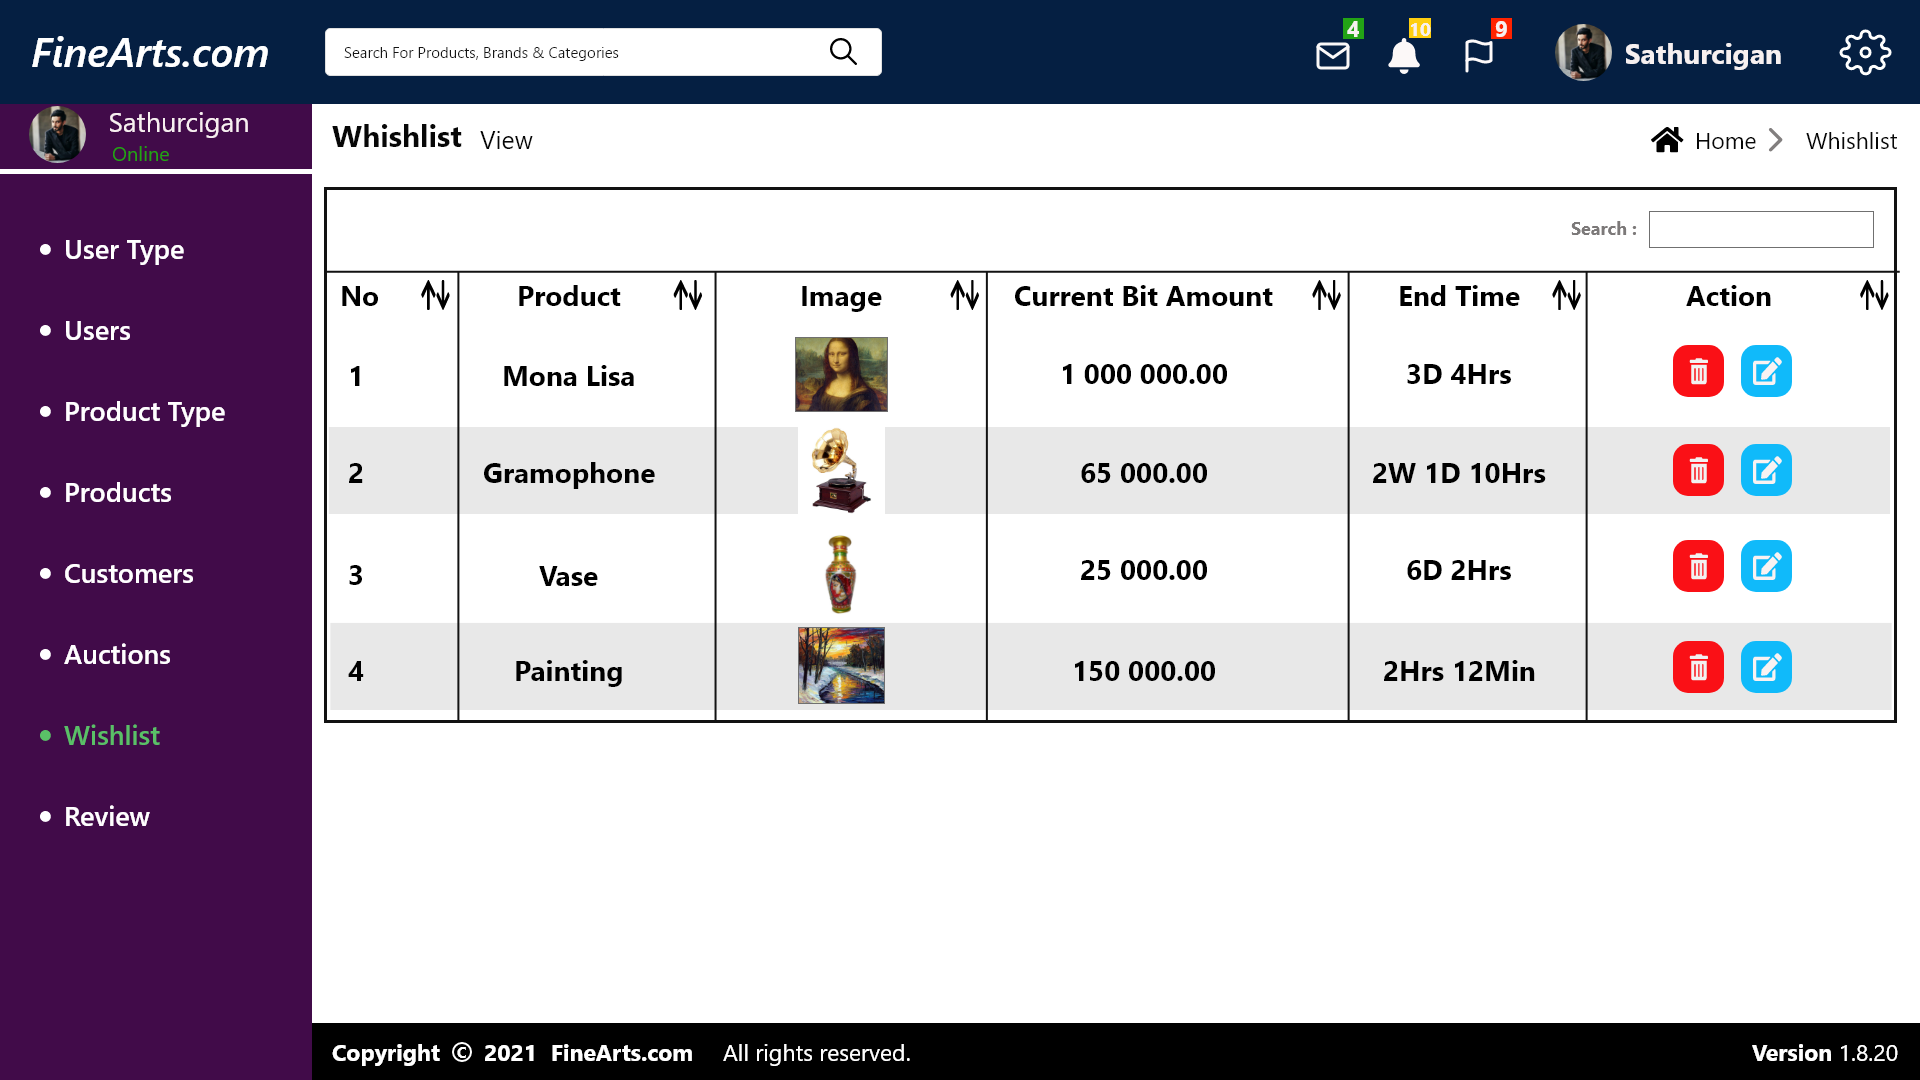 FineArts.com
Search For Products, Brands & Categories
4
10
9
Sathurcigan
Sathurcigan
Online
Whishlist View
Home
Whishlist
User Type
Users
Product Type
Products
Customers
Auctions
Wishlist
Review
Search :
No Product Image Current Bit Amount End Time Action
1 Mona Lisa 1 000 000.00 3D 4Hrs
2 Gramophone 65 000.00 2W 1D 10Hrs
3 Vase 25 000.00 6D 2Hrs
4 Painting 150 000.00 2Hrs 12Min
Copyright © 2021 FineArts.com All rights reserved.
Version 1.8.20